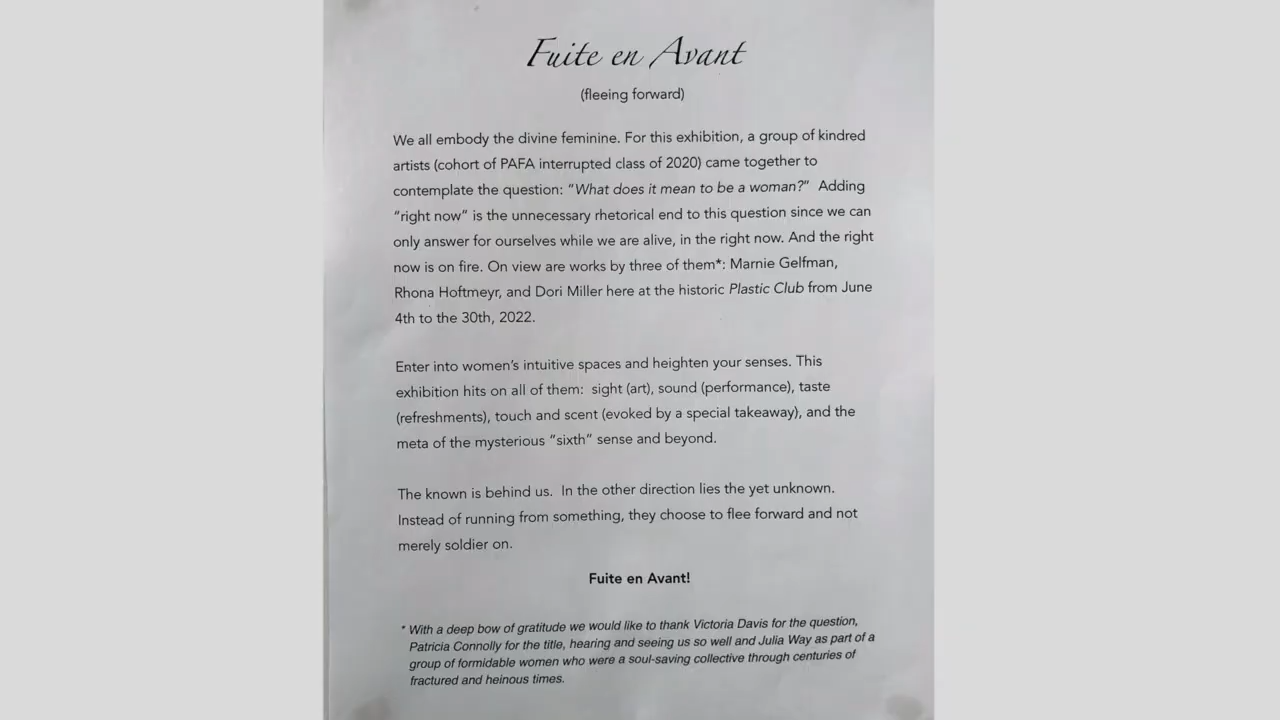 Fuite en Avant
(fleeing forward)
We all embody the divine feminine. For this exhibition, a group of kindred
artists (cohort of PAFA interrupted class of 2020) came together to
contemplate the question: “What does it mean to be a woman?”  Adding
“right now” is the unnecessary rhetorical end to this question since we can
only answer for ourselves while we are alive, in the right now. And the right
now is on fire. On view are works by three of them*: Marnie Gelfman,
Rhona Hoftmeyr, and Dori Miller here at the historic Plastic Club from June
4th to the 30th, 2022.
Enter into women’s intuitive spaces and heighten your senses. This
exhibition hits on all of them:  sight (art), sound (performance), taste
(refreshments), touch and scent (evoked by a special takeaway), and the
meta of the mysterious “sixth” sense and beyond.
The known is behind us.  In the other direction lies the yet unknown.
Instead of running from something, they choose to flee forward and not
merely soldier on.
Fuite en Avant!
* With a deep bow of gratitude we would like to thank Victoria Davis for the question,
Patricia Connolly for the title, hearing and seeing us so well and Julia Way as part of a
group of formidable women who were a soul-saving collective through centuries of
fractured and heinous times.